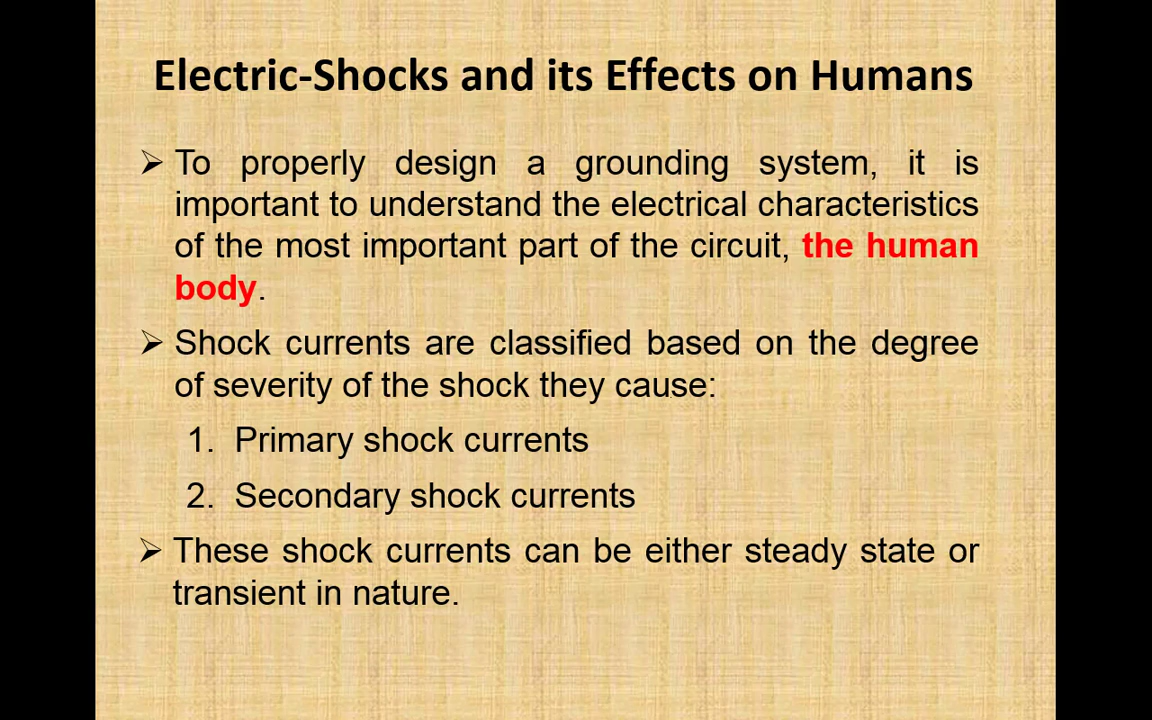 Electric-Shocks and its Effects on Humans
➢ To properly design a grounding system, it is
important to understand the electrical characteristics
of the most important part of the circuit, the human
body.
➢ Shock currents are classified based on the degree
of severity of the shock they cause:
1. Primary shock currents
2. Secondary shock currents
➢ These shock currents can be either steady state or
transient in nature.